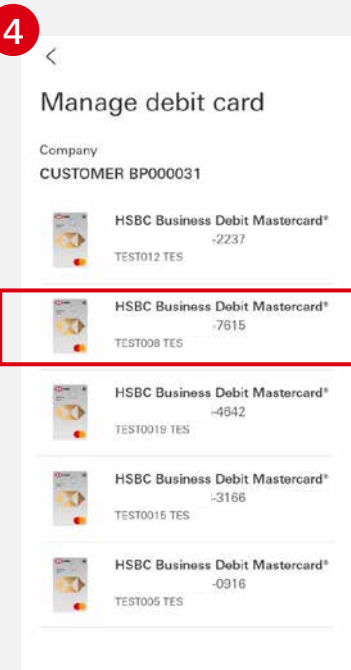 4
Manage debit card
Company
CUSTOMER BP000031
HSBC Business Debit Mastercard®
-2237
TEST012 TES
HSBC Business Debit Mastercard®
-7615
TEST008 TES
HSBC Business Debit Mastercard®
-4642
TEST0019 TES
HSBC Business Debit Mastercard®
-3166
TEST0015 TES
HSBC Business Debit Mastercard®
-0916
TEST005 TES